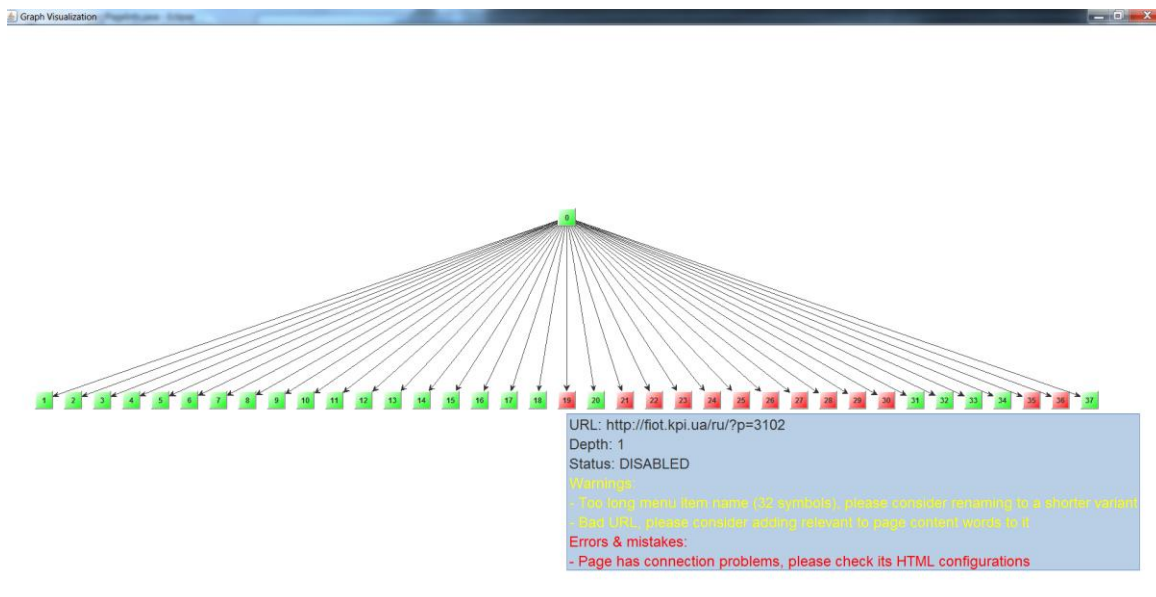 Graph Visualization
0
1 2 3 4 5 6 7 8 9 10 11 12 13 14 15 16 17 18 19 20 21 22 23 24 25 26 27 28 29 30 31 32 33 34 35 36 37
URL: http://fiot.kpi.ua/ru/?p=3102
Depth: 1
Status: DISABLED
Warnings:
- Too long menu item name (32 symbols), please consider renaming to a shorter variant
- Bad URL, please consider adding relevant to page content words to it
Errors & mistakes:
- Page has connection problems, please check its HTML configurations